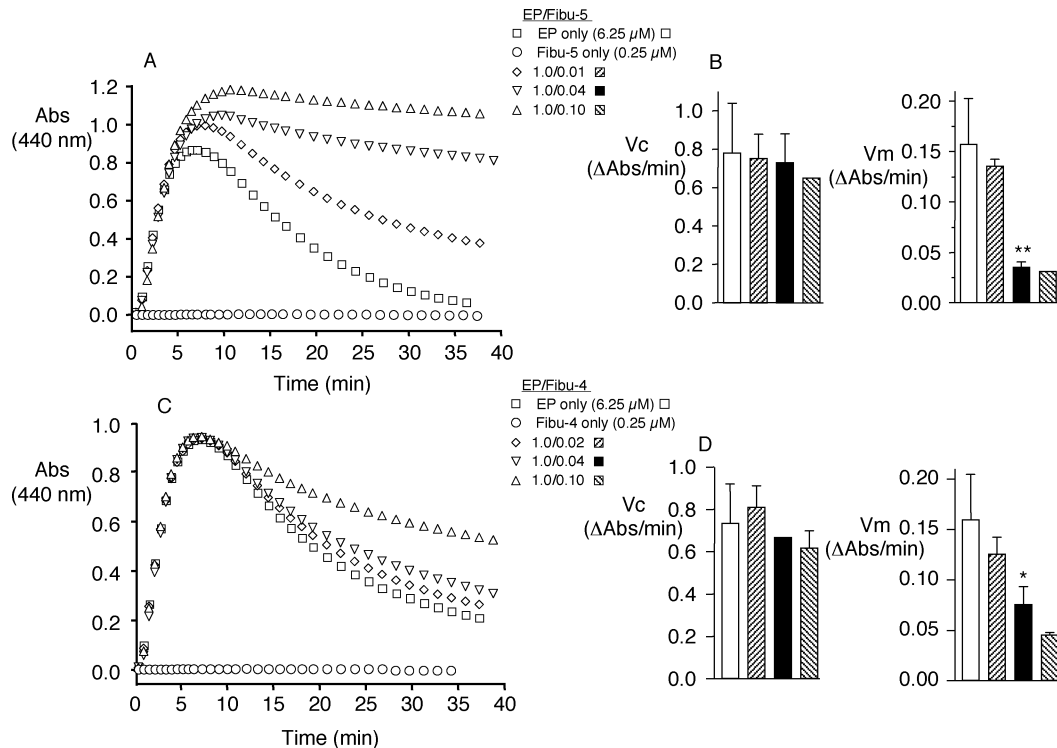 EP/Fibu-5
EP only (6.25 µM)
Fibu-5 only (0.25 µM)
1.0/0.01
1.0/0.04
1.0/0.10
A
Abs
(440 nm)
1.2
1.0
0.8
0.6
0.4
0.2
0.0
0 5 10 15 20 25 30 35 40
Time (min)
B
Vc
(ΔAbs/min)
1.0
0.8
0.6
0.4
0.2
0.0
Vm
(ΔAbs/min)
0.20
0.15
0.10
0.05
0.00
**
EP/Fibu-4
EP only (6.25 µM)
Fibu-4 only (0.25 µM)
1.0/0.02
1.0/0.04
1.0/0.10
C
Abs
(440 nm)
1.0
0.8
0.6
0.4
0.2
0.0
0 5 10 15 20 25 30 35 40
Time (min)
D
Vc
(ΔAbs/min)
1.0
0.8
0.6
0.4
0.2
0.0
Vm
(ΔAbs/min)
0.20
0.15
0.10
0.05
0.00
*